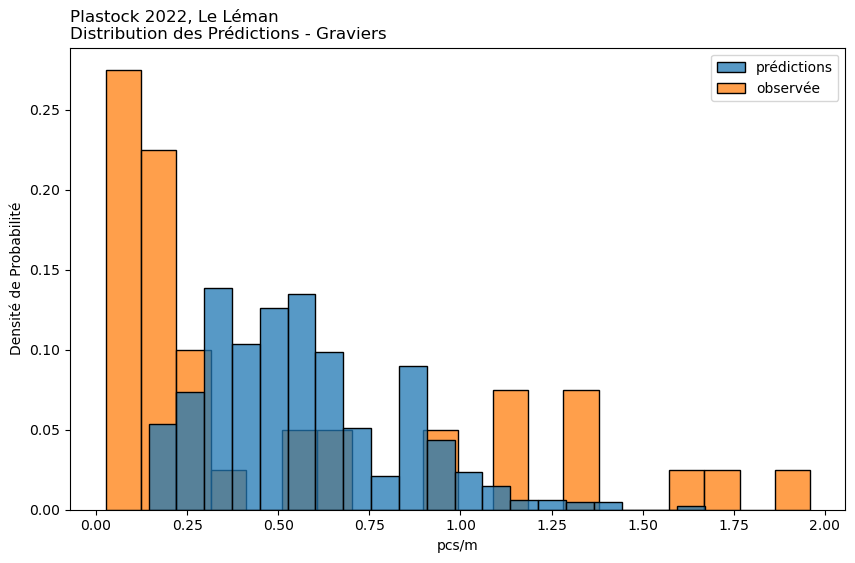 Plastock 2022, Le Léman
Distribution des Prédictions - Graviers
prédictions
observée
Densité de Probabilité
0.25
0.20
0.15
0.10
0.05
0.00
0.00 0.25 0.50 0.75 1.00 1.25 1.50 1.75 2.00
pcs/m